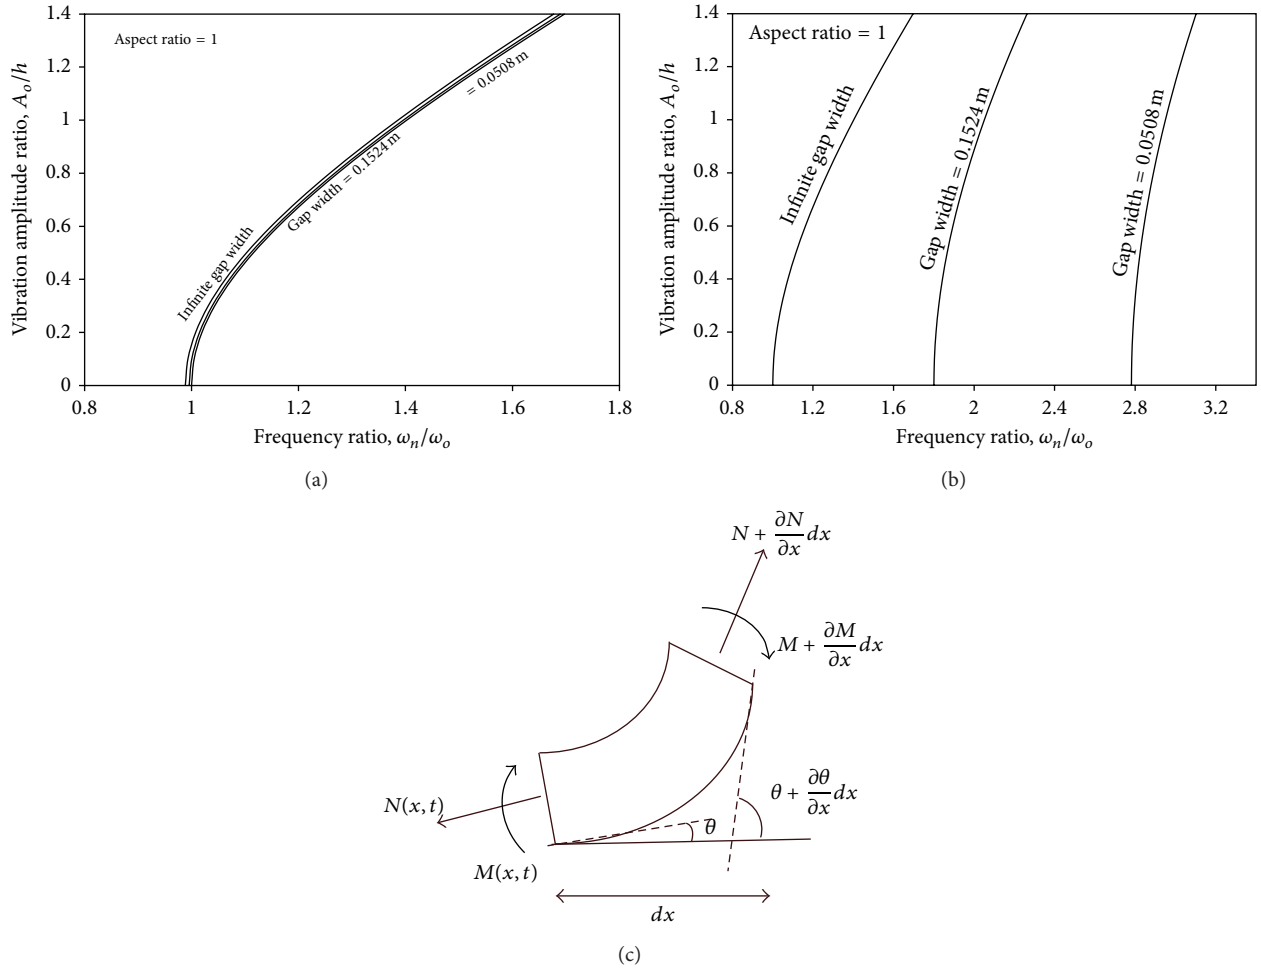 1.4
1.2
1
0.8
0.6
0.4
0.2
0
Vibration amplitude ratio, A_o/h
Aspect ratio = 1
Infinite gap width
Gap width = 0.1524 m
= 0.0508 m
0.8 1 1.2 1.4 1.6 1.8
Frequency ratio, ω_n/ω_o
(a)
1.4
1.2
1
0.8
0.6
0.4
0.2
0
Vibration amplitude ratio, A_o/h
Aspect ratio = 1
Infinite gap width
Gap width = 0.1524 m
Gap width = 0.0508 m
0.8 1.2 1.6 2 2.4 2.8 3.2
Frequency ratio, ω_n/ω_o
(b)
N + ∂N/∂x dx
M + ∂M/∂x dx
θ + ∂θ/∂x dx
N(x, t)
θ
M(x, t)
dx
(c)